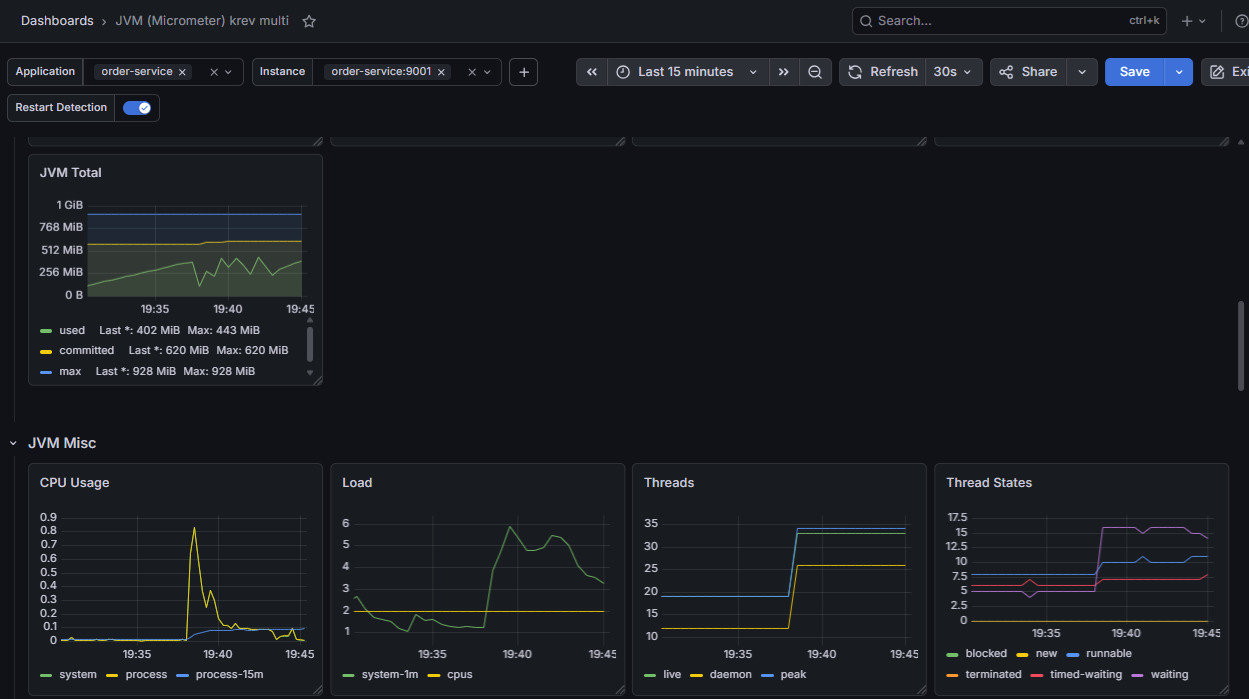 Dashboards › JVM (Micrometer) krev multi
Search... ctrl+k
Application order-service Instance order-service:9001
Last 15 minutes Refresh 30s Share Save Exi
Restart Detection
JVM Total
1 GiB
768 MiB
512 MiB
256 MiB
0 B
19:35 19:40 19:45
used Last *: 402 MiB Max: 443 MiB
committed Last *: 620 MiB Max: 620 MiB
max Last *: 928 MiB Max: 928 MiB
JVM Misc
CPU Usage
0.9
0.8
0.7
0.6
0.5
0.4
0.3
0.2
0.1
0
19:35 19:40 19:45
system process process-15m
Load
6
5
4
3
2
1
19:35 19:40 19:45
system-1m cpus
Threads
35
30
25
20
15
10
19:35 19:40 19:45
live daemon peak
Thread States
17.5
15
12.5
10
7.5
5
2.5
0
19:35 19:40 19:45
blocked new runnable
terminated timed-waiting waiting